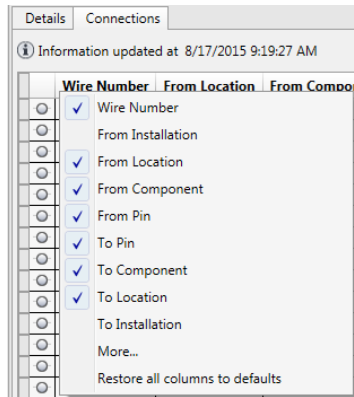 Details Connections
Information updated at 8/17/2015 9:19:27 AM
Wire Number From Location From Compo
Wire Number
From Installation
From Location
From Component
From Pin
To Pin
To Component
To Location
To Installation
More...
Restore all columns to defaults